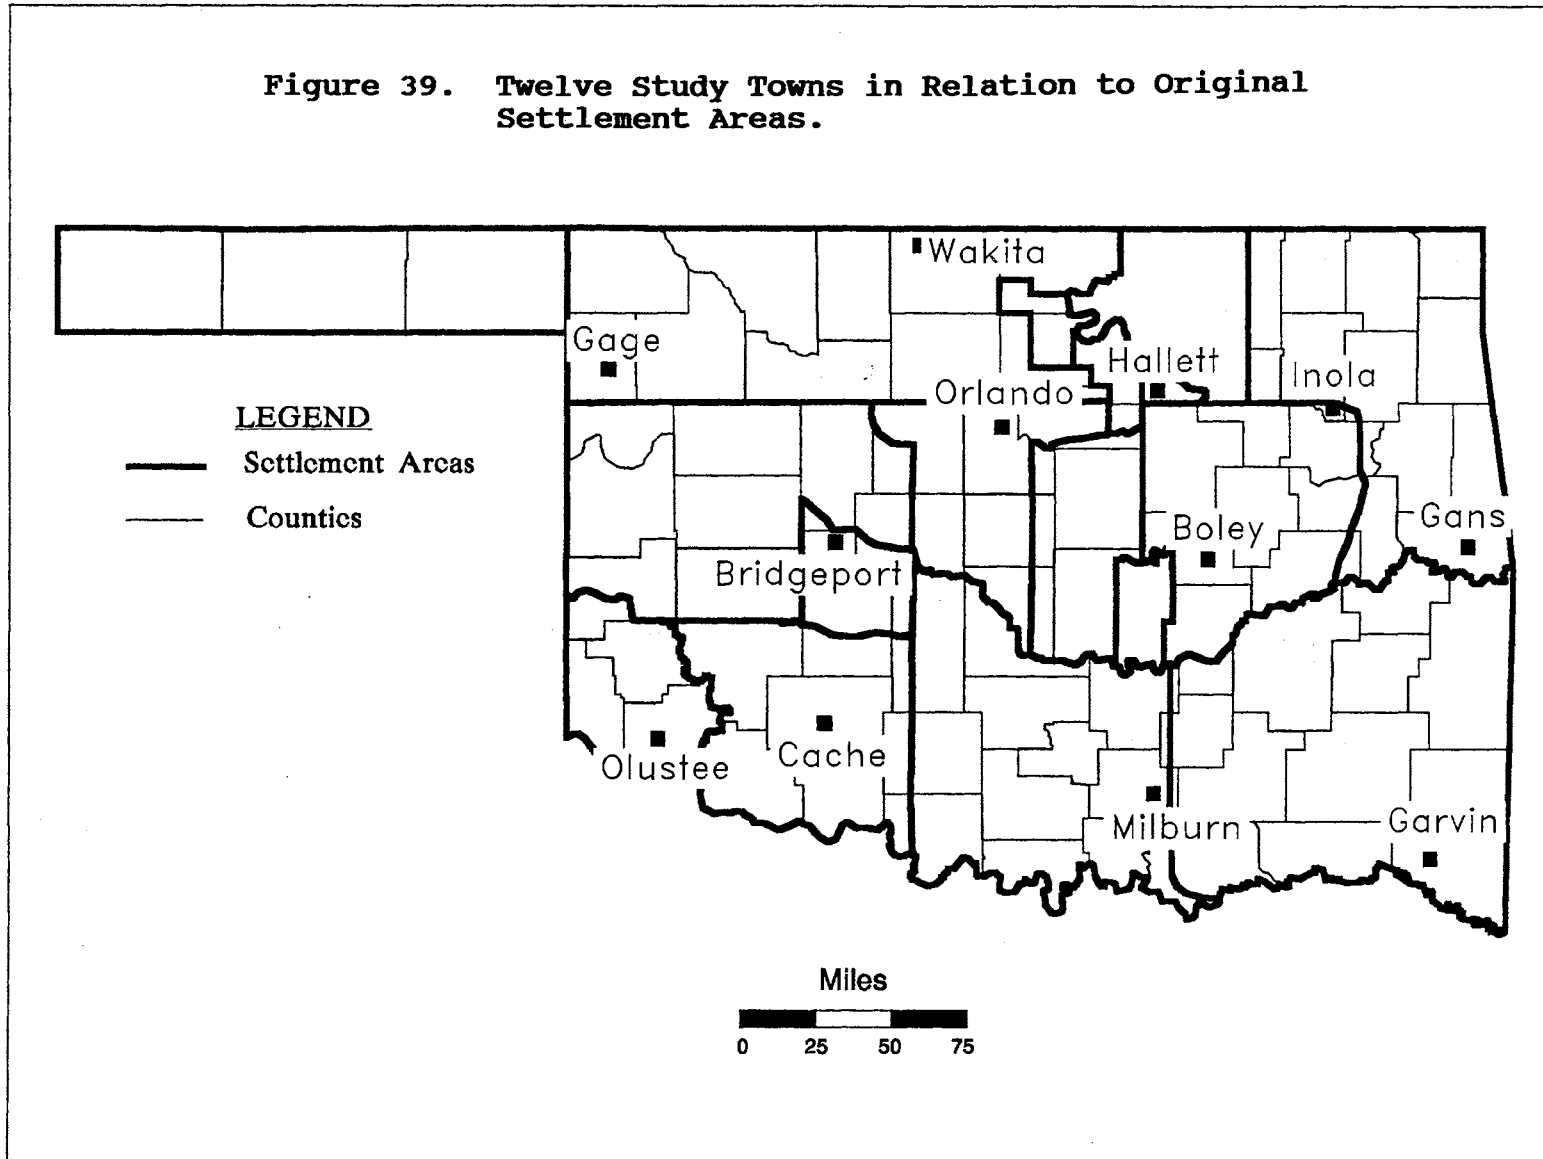 Figure 39. Twelve Study Towns in Relation to Original
Settlement Areas.
Wakita
Gage
Hallett
Inola
Orlando
LEGEND
Settlement Areas
Counties
Gans
Boley
Bridgeport
Cache
Olustee
Milburn
Garvin
Miles
0 25 50 75